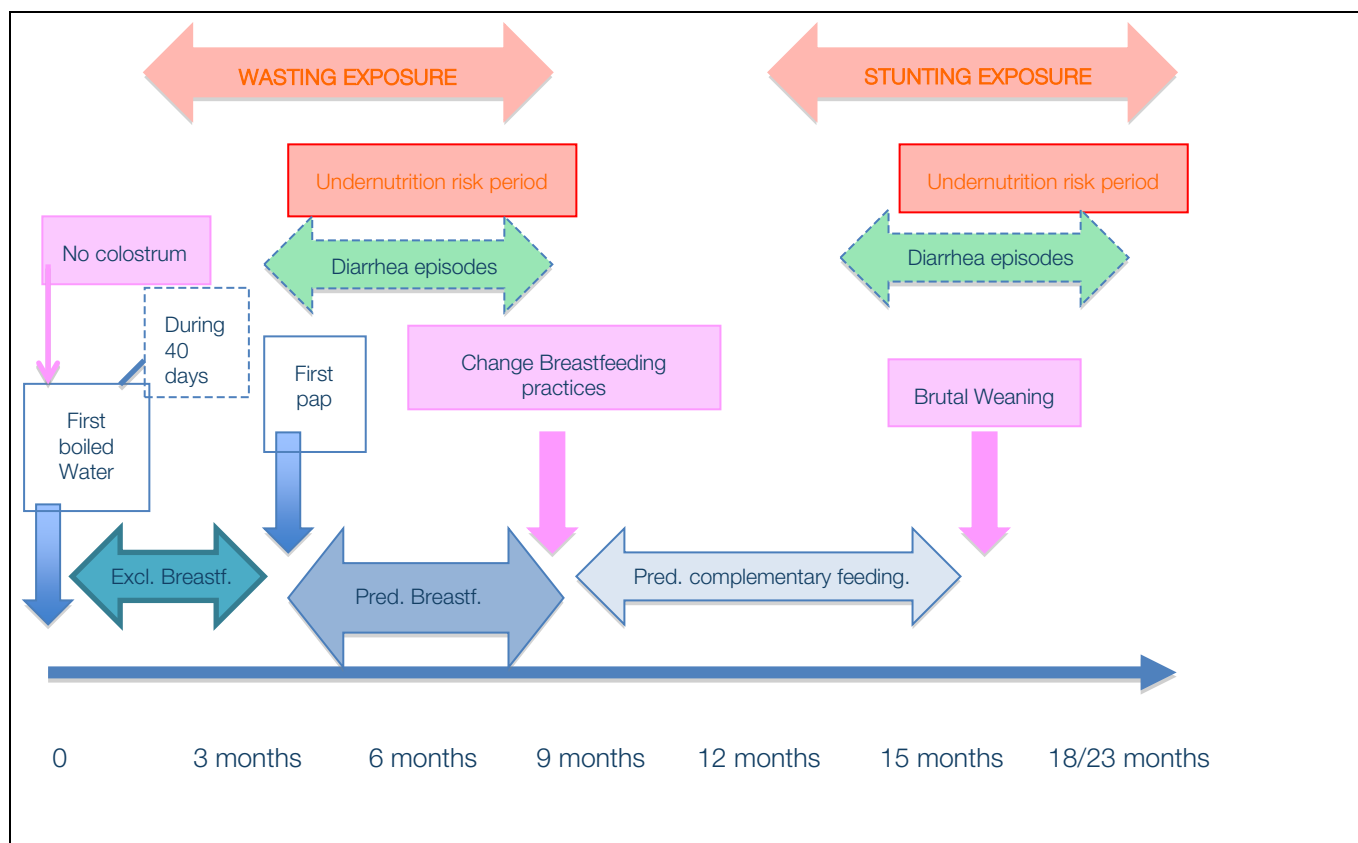 WASTING EXPOSURE
STUNTING EXPOSURE
Undernutrition risk period
Undernutrition risk period
No colostrum
Diarrhea episodes
Diarrhea episodes
During
40
days
First
pap
Change Breastfeeding
practices
Brutal Weaning
First
boiled
Water
Excl. Breastf.
Pred. Breastf.
Pred. complementary feeding.
0
3 months
6 months
9 months
12 months
15 months
18/23 months